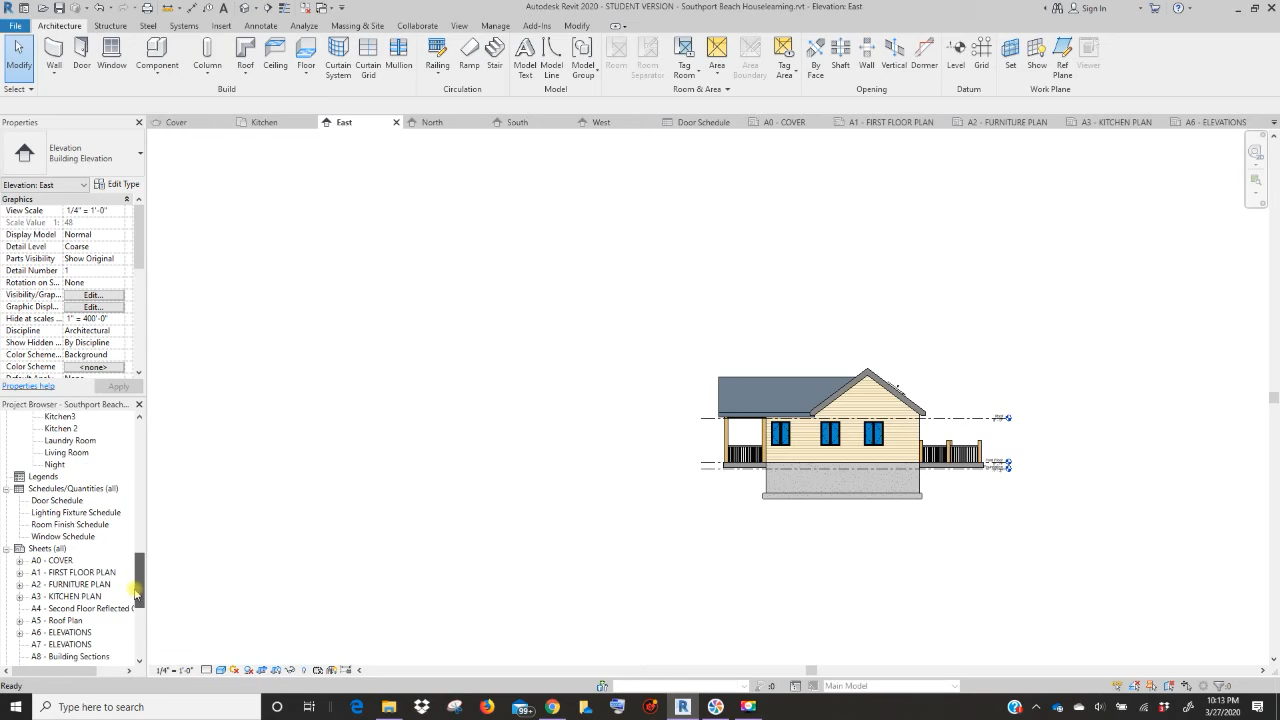 Autodesk Revit 2020 - STUDENT VERSION - Southport Beach Houselearning.rvt - Elevation: East
Sign In
File Architecture Structure Steel Systems Insert Annotate Analyze Massing & Site Collaborate View Manage Add-Ins Modify
Modify Wall Door Window Component Column Roof Ceiling Floor Curtain System Curtain Grid Mullion Railing Ramp Stair Model Text Model Line Model Group Room Room Separator Tag Room Area Area Boundary Tag Area By Face Shaft Wall Vertical Dormer Level Grid Set Show Ref Plane Viewer
Select Build Circulation Model Room & Area Opening Datum Work Plane
Properties
Cover Kitchen East North South West Door Schedule A0 - COVER A1 - FIRST FLOOR PLAN A2 - FURNITURE PLAN A3 - KITCHEN PLAN A6 - ELEVATIONS
Elevation
Building Elevation
Elevation: East Edit Type
Graphics
View Scale 1/4" = 1'-0"
Scale Value 1: 48
Display Model Normal
Detail Level Coarse
Parts Visibility Show Original
Detail Number 1
Rotation on S... None
Visibility/Grap... Edit...
Graphic Displ... Edit...
Hide at scales ... 1" = 400'-0"
Discipline Architectural
Show Hidden ... By Discipline
Color Scheme... Background
Color Scheme <none>
Properties help Apply
Project Browser - Southport Beach...
Kitchen3
Kitchen 2
Laundry Room
Living Room
Night
Legends
Schedules/Quantities (all)
Door Schedule
Lighting Fixture Schedule
Room Finish Schedule
Window Schedule
Sheets (all)
A0 - COVER
A1 - FIRST FLOOR PLAN
A2 - FURNITURE PLAN
A3 - KITCHEN PLAN
A4 - Second Floor Reflected
A5 - Roof Plan
A6 - ELEVATIONS
A7 - ELEVATIONS
A8 - Building Sections
1/4" = 1'-0"
Ready
:0 Main Model :0
Type here to search
99+
10:13 PM
3/27/2020